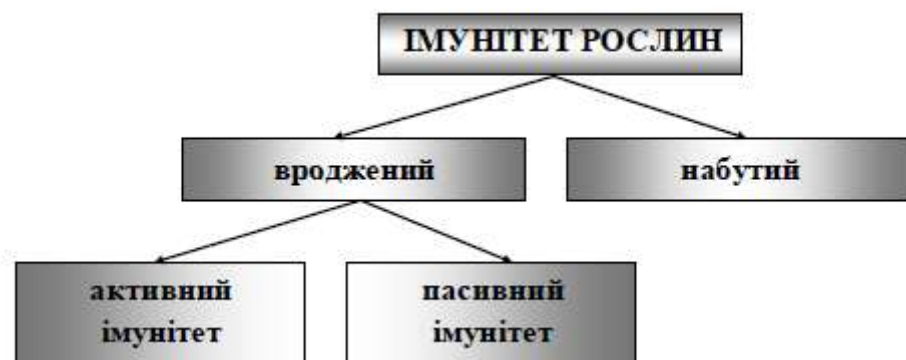 ІМУНІТЕТ РОСЛИН
вроджений
набутий
активний
імунітет
пасивний
імунітет